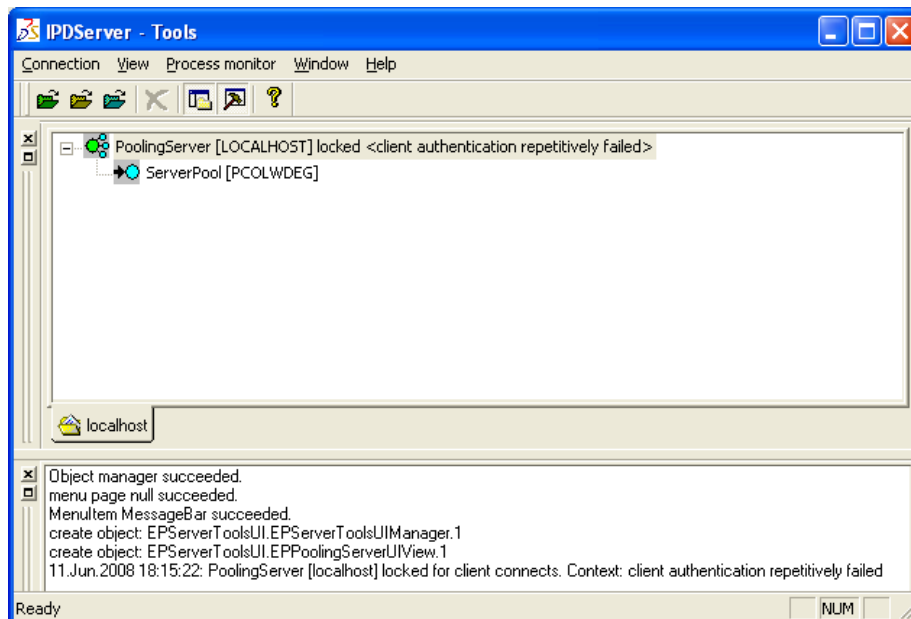 IPDServer - Tools
Connection View Process monitor Window Help
PoolingServer [LOCALHOST] locked <client authentication repetitively failed>
ServerPool [PCOLWDEG]
localhost
Object manager succeeded.
menu page null succeeded.
MenuItem MessageBar succeeded.
create object: EPServerToolsUI.EPServerToolsUIManager.1
create object: EPServerToolsUI.EPPoolingServerUIView.1
11.Jun.2008 18:15:22: PoolingServer [localhost] locked for client connects. Context: client authentication repetitively failed
Ready NUM